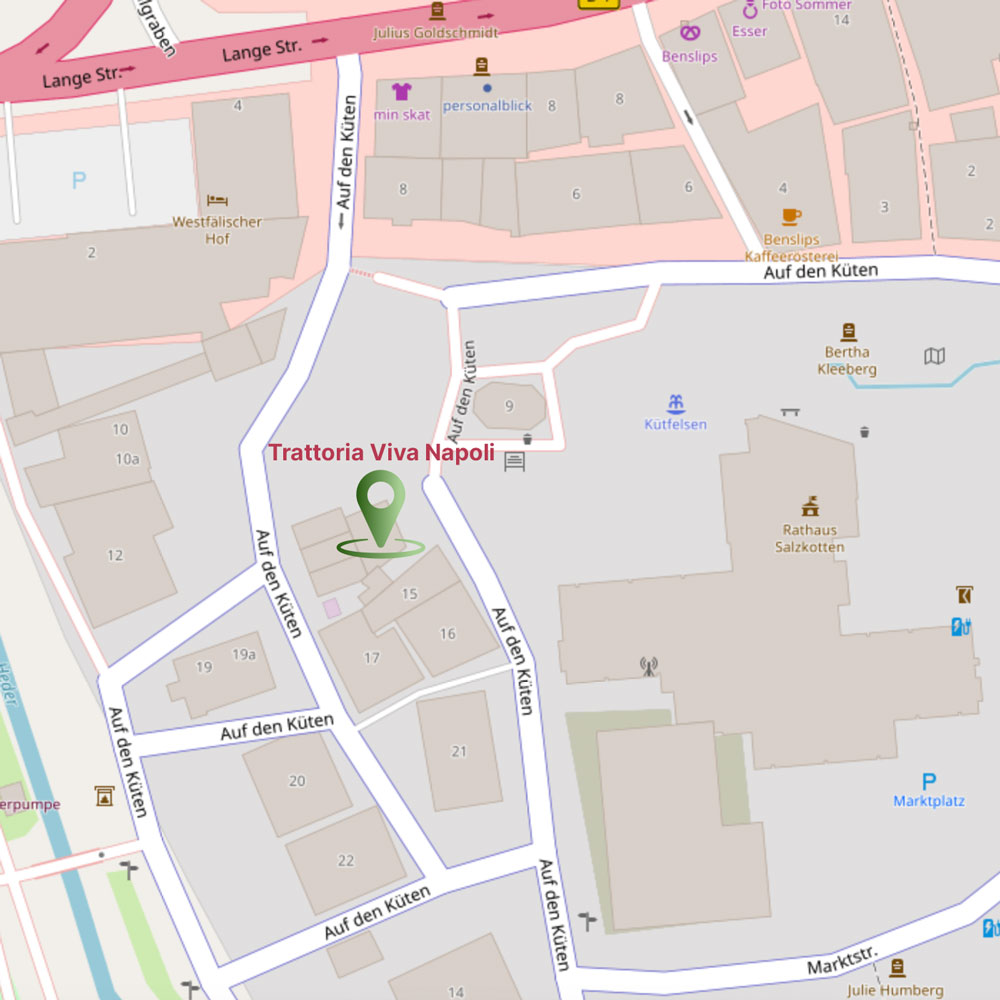 Julius Goldschmidt
Foto Sommer
14
Esser
Benslips
Lange Str.
Lange Str.
4
personalblick
min skat
8
8
P
Auf den Küten
8
6
6
4
3
2
2
Westfälischer
Hof
2
Benslips
Kaffeerösterei
Auf den Küten
Bertha
Kleeberg
Auf den Küten
9
Kütfelsen
10
10a
Trattoria Viva Napoli
Rathaus
Salzkotten
12
Auf den Küten
15
16
Auf den Küten
17
19
19a
Heder
Auf den Küten
Auf den Küten
21
20
P
Marktplatz
erpumpe
22
Auf den Küten
Auf den Küten
Marktstr.
14
Julie Humberg